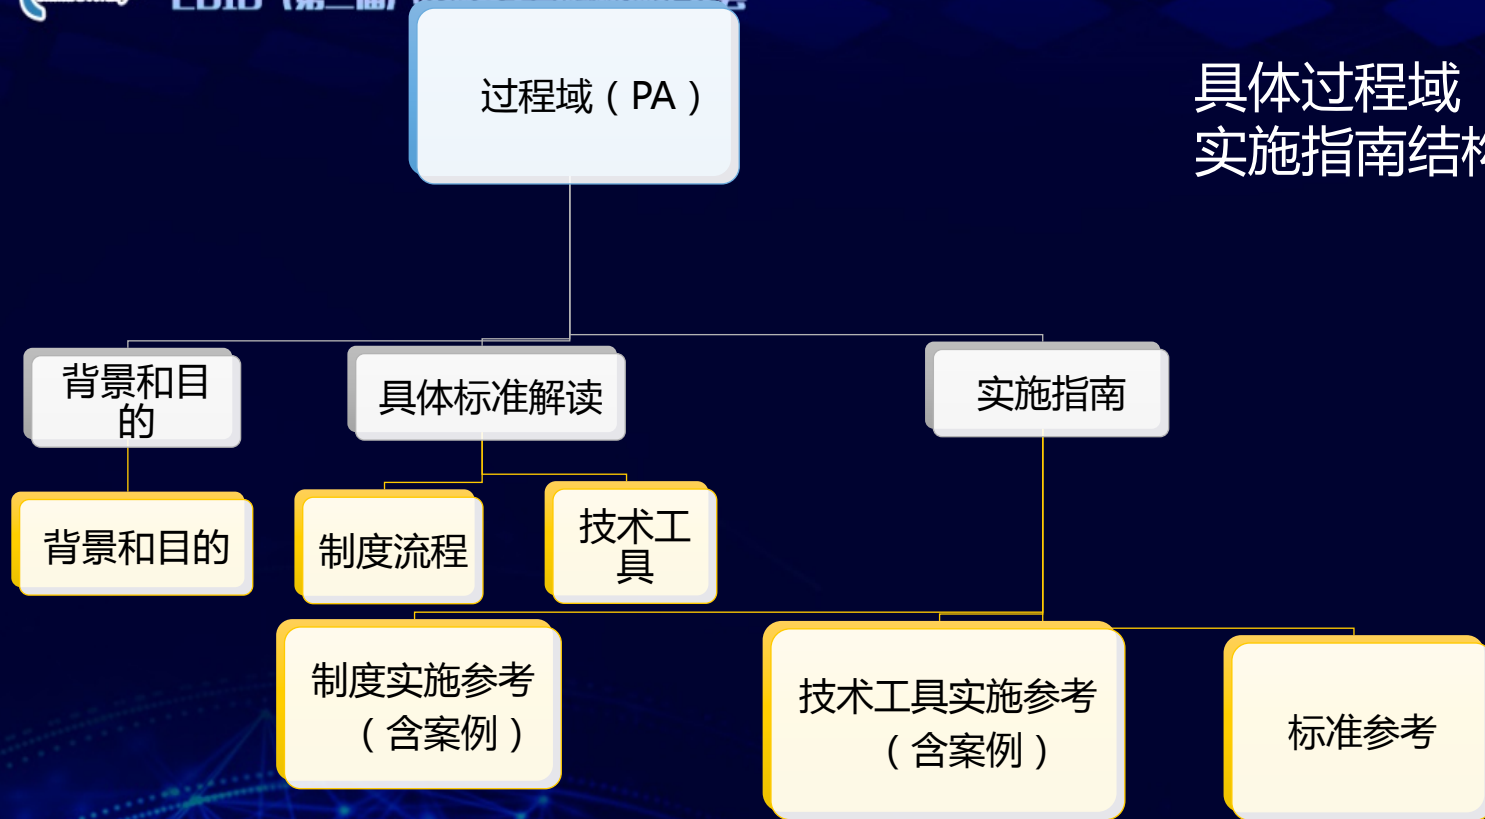 过程域（PA）
具体过程域
实施指南结构
背景和目
的
具体标准解读
实施指南
背景和目的
制度流程
技术工
具
制度实施参考
（含案例）
技术工具实施参考
（含案例）
标准参考